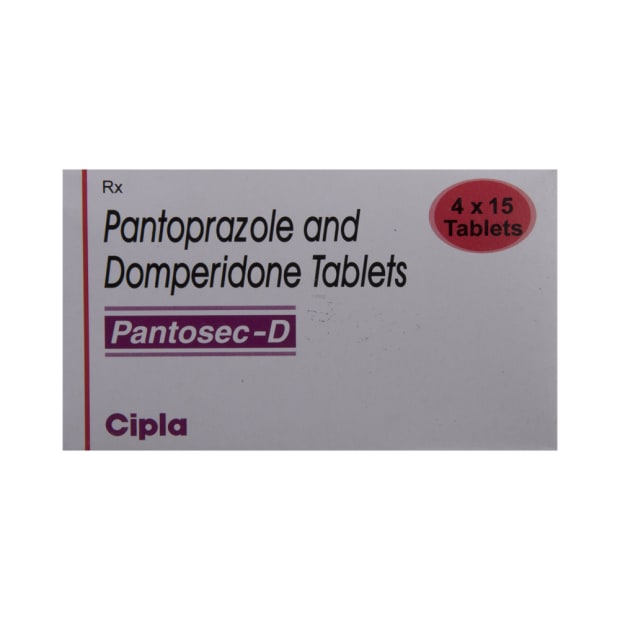 Rx
Pantoprazole and
Domperidone Tablets
4 x 15
Tablets
Pantosec-D
Cipla